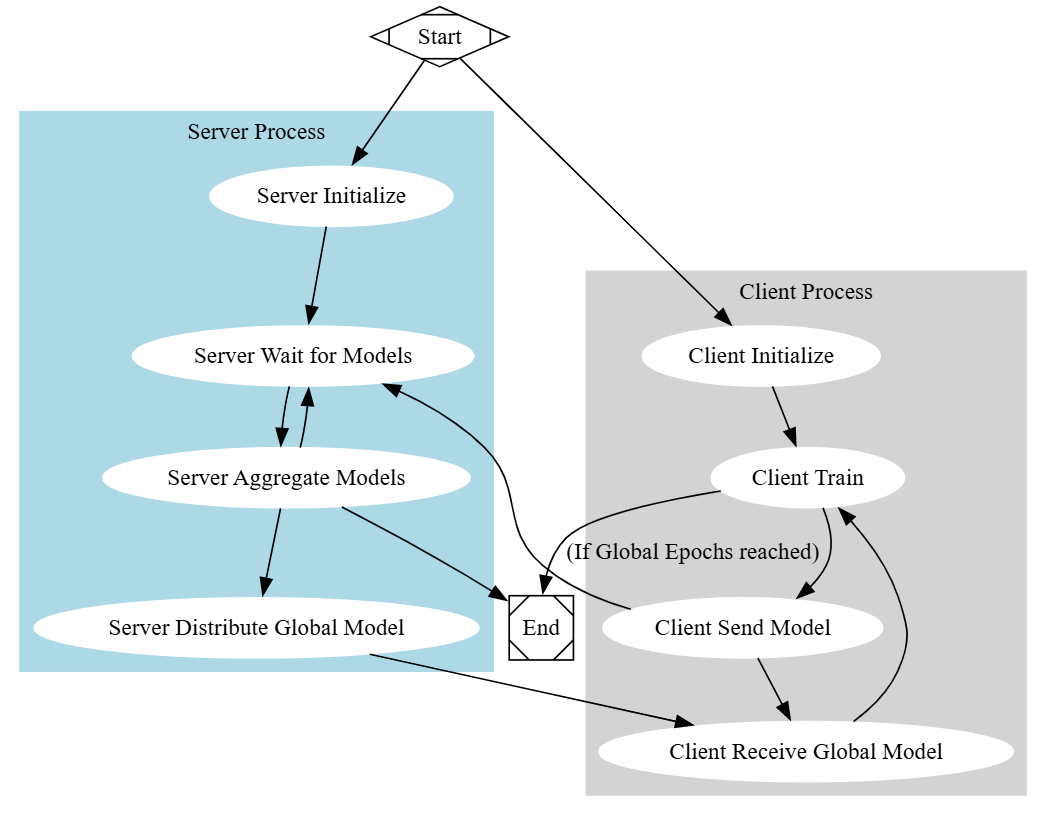 Start
Server Process
Server Initialize
Client Process
Server Wait for Models
Client Initialize
Server Aggregate Models
Client Train
(If Global Epochs reached)
Server Distribute Global Model
End
Client Send Model
Client Receive Global Model